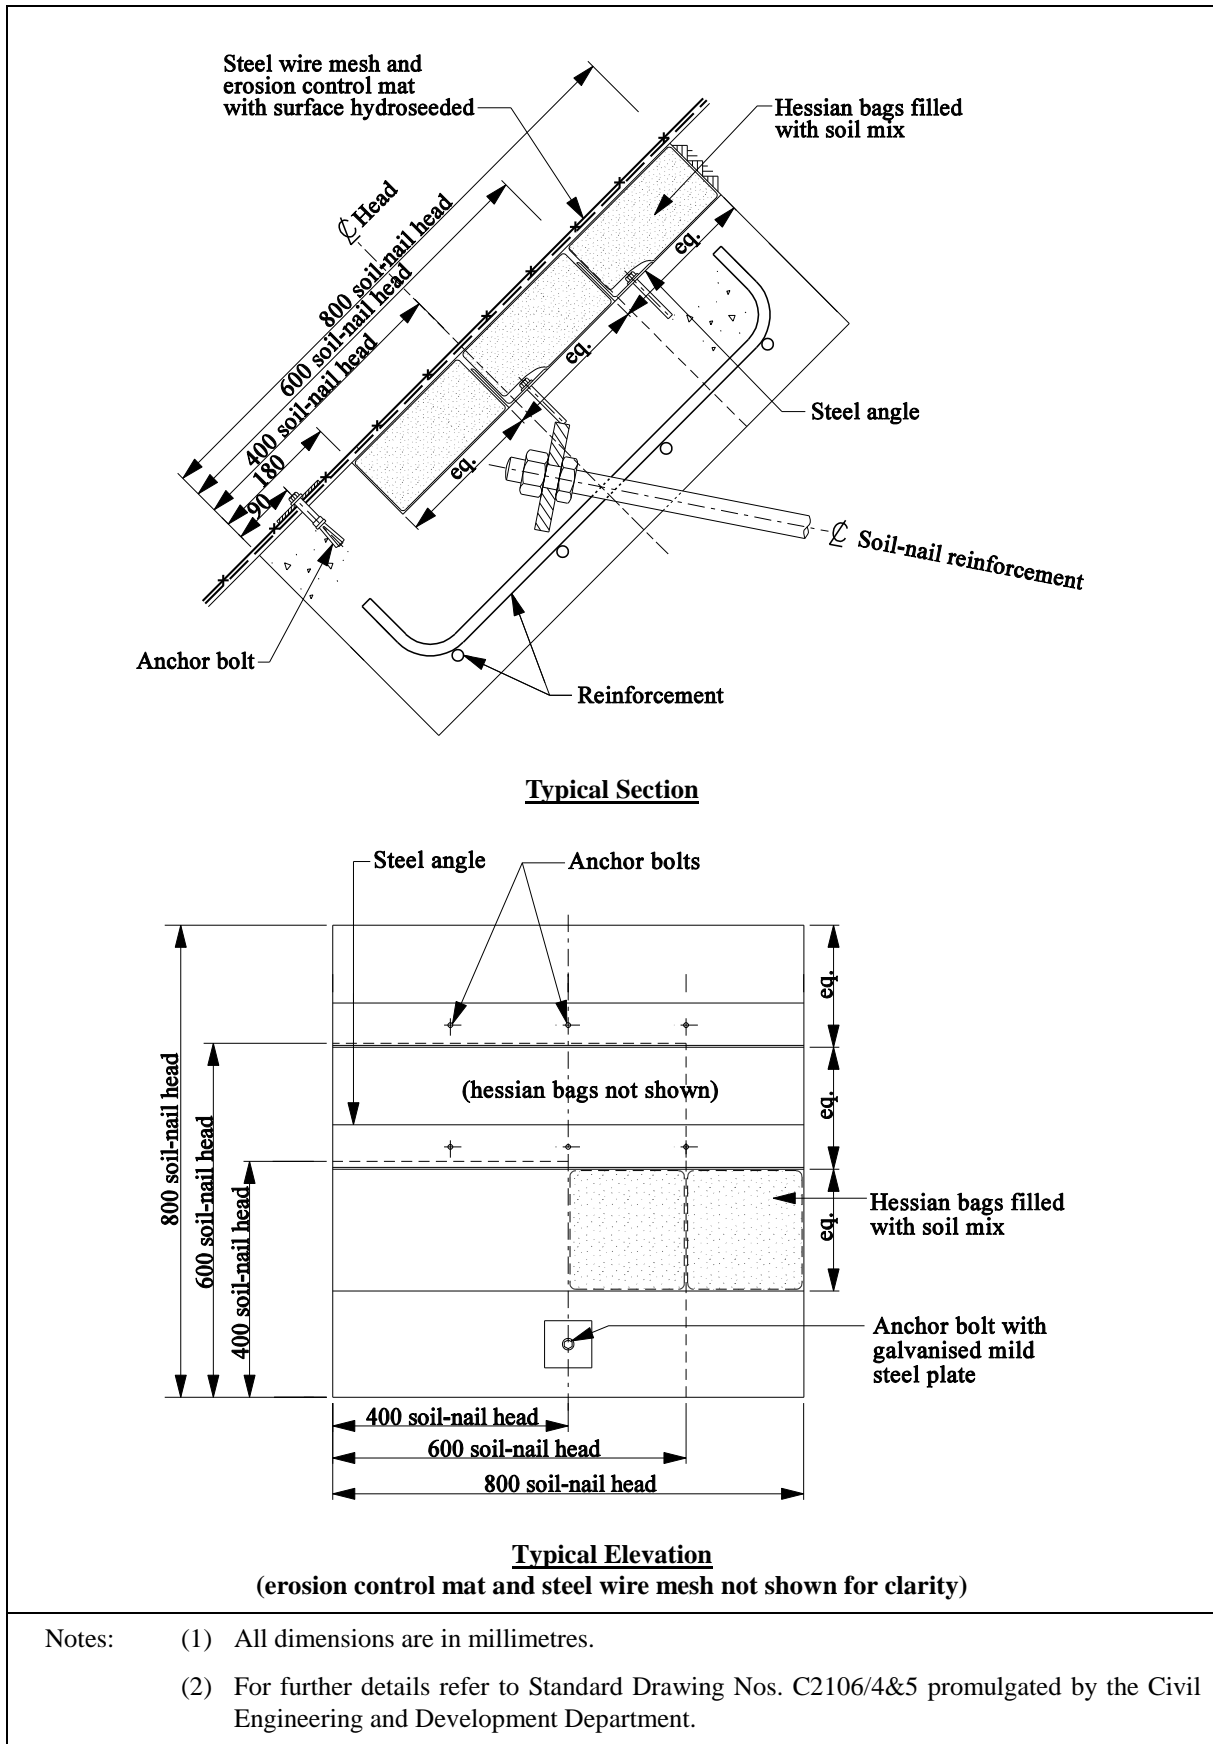 Steel wire mesh and
erosion control mat
with surface hydroseeded
Hessian bags filled
with soil mix
℄ Head
800 soil-nail head
600 soil-nail head
400 soil-nail head
180
90
eq.
eq.
eq.
Steel angle
℄ Soil-nail reinforcement
Anchor bolt
Reinforcement
Typical Section
Steel angle
Anchor bolts
800 soil-nail head
600 soil-nail head
400 soil-nail head
eq.
eq.
eq.
(hessian bags not shown)
Hessian bags filled
with soil mix
Anchor bolt with
galvanised mild
steel plate
400 soil-nail head
600 soil-nail head
800 soil-nail head
Typical Elevation
(erosion control mat and steel wire mesh not shown for clarity)
Notes: (1) All dimensions are in millimetres.
(2) For further details refer to Standard Drawing Nos. C2106/4&5 promulgated by the Civil
Engineering and Development Department.